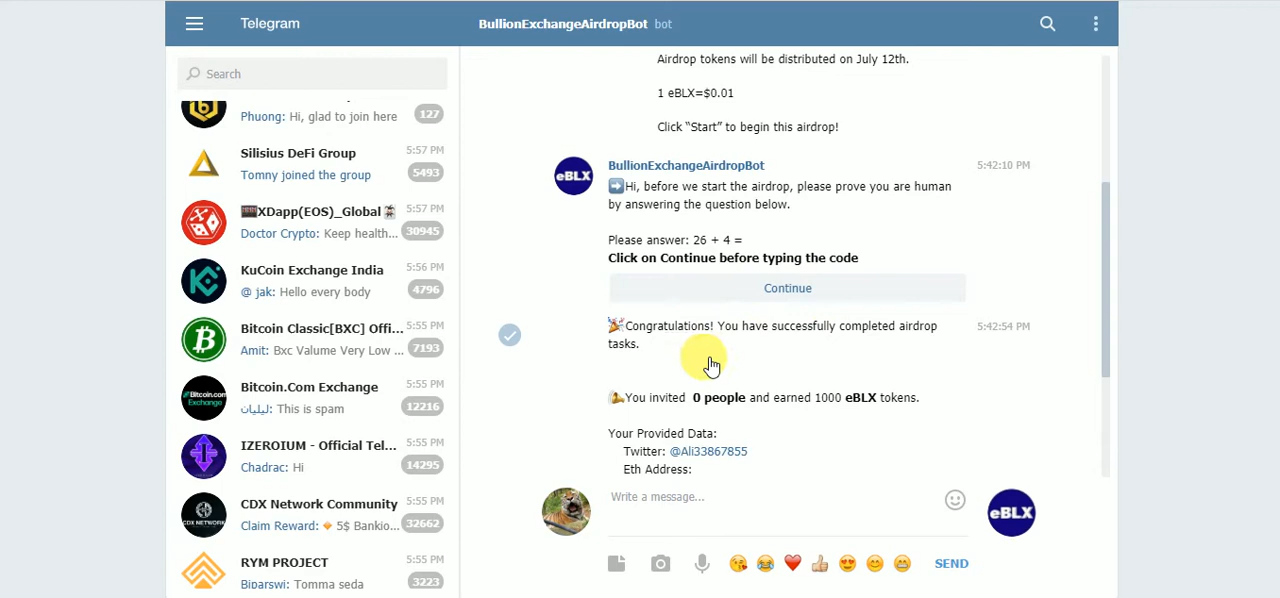 Telegram
BullionExchangeAirdropBot bot
Search
Phuong: Hi, glad to join here
127
Silisius DeFi Group
5:57 PM
Tomny joined the group
5493
XDapp(EOS)_Global
5:57 PM
Doctor Crypto: Keep health...
30945
KuCoin Exchange India
5:56 PM
@ jak: Hello every body
4796
Bitcoin Classic[BXC] Offi...
5:55 PM
Amit: Bxc Valume Very Low ...
7193
Bitcoin.Com Exchange
5:55 PM
ليليات: This is spam
12216
IZEROIUM - Official Tel...
5:55 PM
Chadrac: Hi
14295
CDX Network Community
5:55 PM
Claim Reward: 🔸 5$ Bankio...
32662
RYM PROJECT
5:55 PM
Biparswi: Tomma seda
3223
Airdrop tokens will be distributed on July 12th.
1 eBLX=$0.01
Click “Start” to begin this airdrop!
eBLX
BullionExchangeAirdropBot
5:42:10 PM
➡️Hi, before we start the airdrop, please prove you are human
by answering the question below.
Please answer: 26 + 4 =
Click on Continue before typing the code
Continue
🎉Congratulations! You have successfully completed airdrop
5:42:54 PM
tasks.
You invited 0 people and earned 1000 eBLX tokens.
Your Provided Data:
Twitter: @Ali33867855
Eth Address:
Write a message...
eBLX
😘 😂 ❤️ 👍 😍 😊 😁
SEND